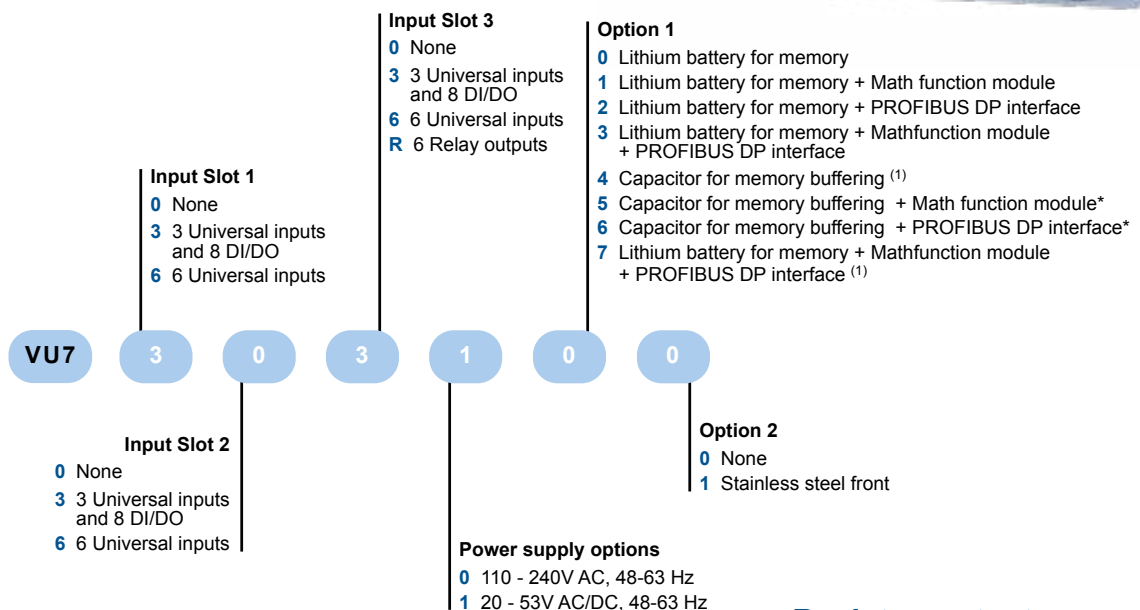 Input Slot 3
0 None
3 3 Universal inputs
and 8 DI/DO
6 6 Universal inputs
R 6 Relay outputs
Option 1
0 Lithium battery for memory
1 Lithium battery for memory + Math function module
2 Lithium battery for memory + PROFIBUS DP interface
3 Lithium battery for memory + Mathfunction module
+ PROFIBUS DP interface
4 Capacitor for memory buffering (1)
5 Capacitor for memory buffering + Math function module*
6 Capacitor for memory buffering + PROFIBUS DP interface*
7 Lithium battery for memory + Mathfunction module
+ PROFIBUS DP interface (1)
Input Slot 1
0 None
3 3 Universal inputs
and 8 DI/DO
6 6 Universal inputs
VU7 3 0 3 1 0 0
Input Slot 2
0 None
3 3 Universal inputs
and 8 DI/DO
6 6 Universal inputs
Option 2
0 None
1 Stainless steel front
Power supply options
0 110 - 240V AC, 48-63 Hz
1 20 - 53V AC/DC, 48-63 Hz